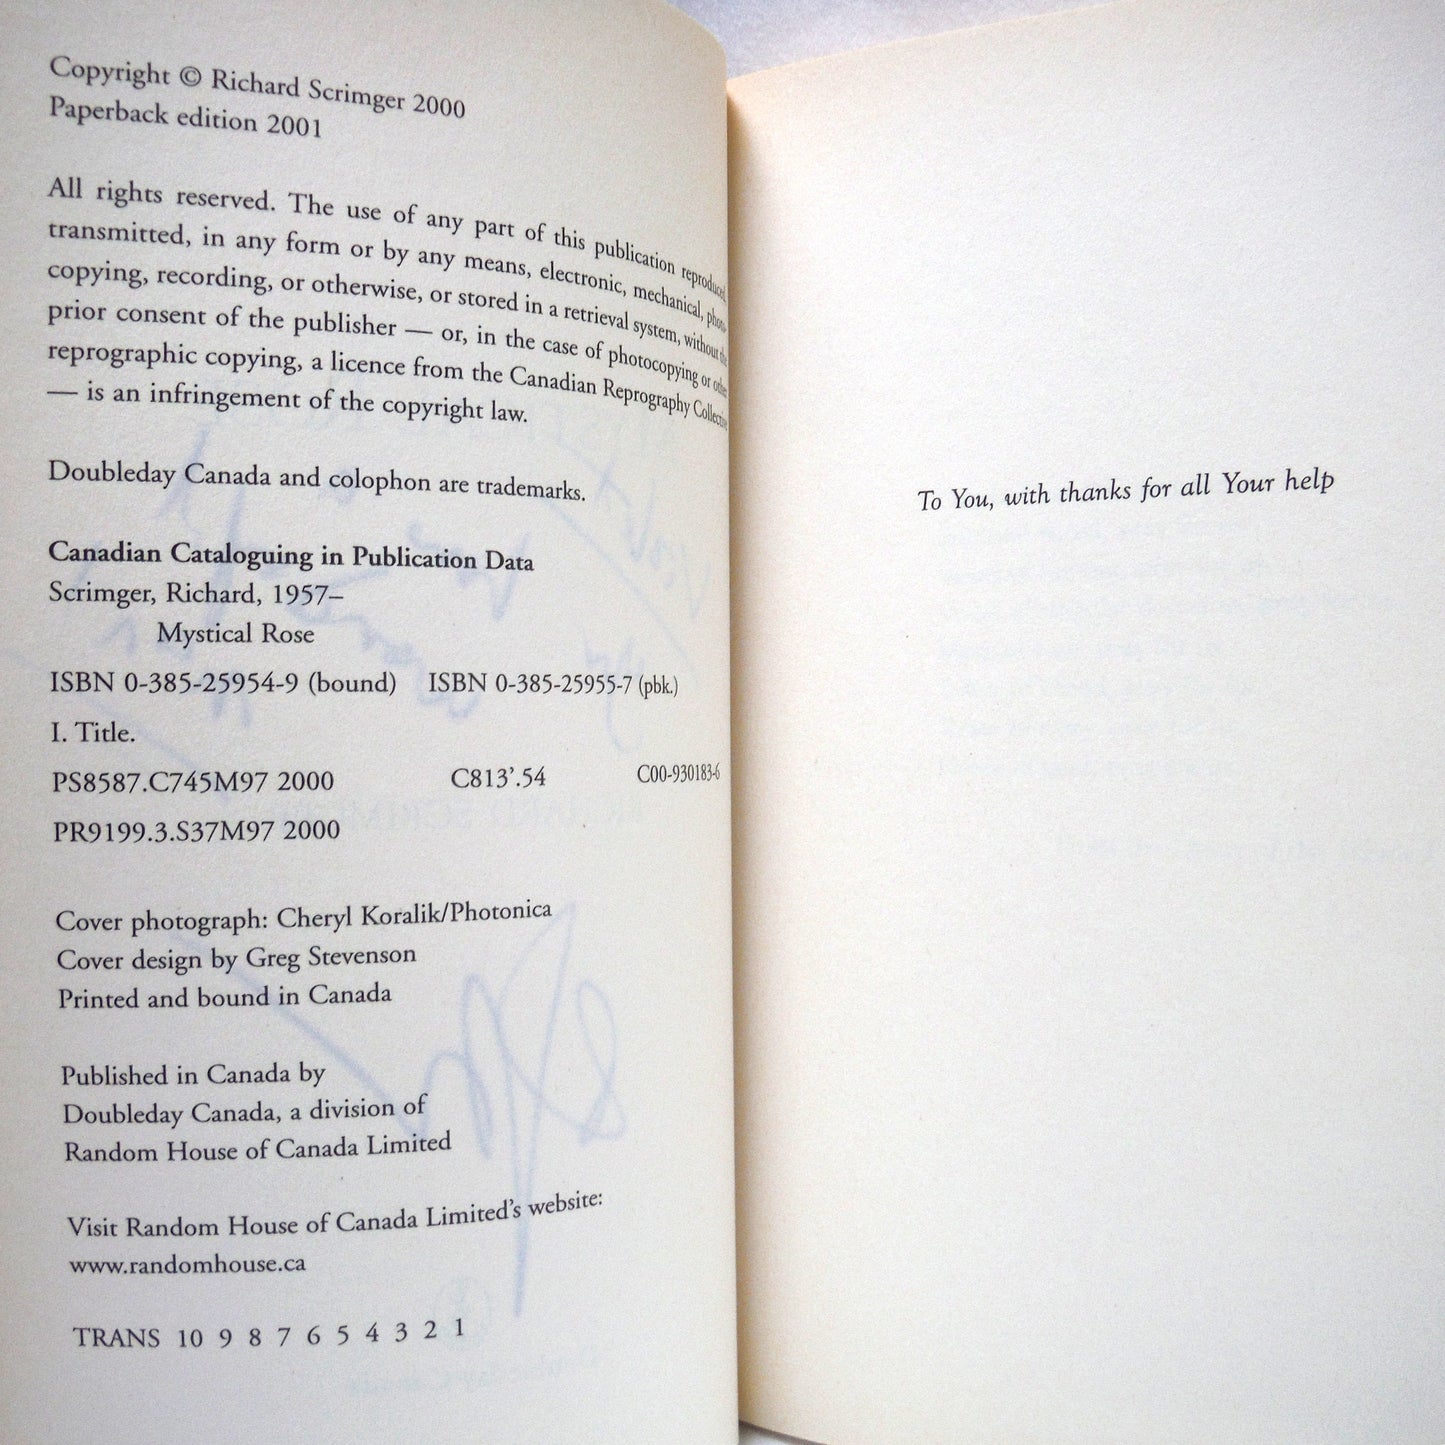 Copyright © Richard Scrimger 2000
Paperback edition 2001
All rights reserved. The use of any part of this publication reproduced,
transmitted, in any form or by any means, electronic, mechanical, photo-
copying, recording, or otherwise, or stored in a retrieval system, without the
prior consent of the publisher — or, in the case of photocopying or other
reprographic copying, a licence from the Canadian Reprography Collective
— is an infringement of the copyright law.
Doubleday Canada and colophon are trademarks.
Canadian Cataloguing in Publication Data
Scrimger, Richard, 1957–
Mystical Rose
ISBN 0-385-25954-9 (bound) ISBN 0-385-25955-7 (pbk.)
I. Title.
PS8587.C745M97 2000 C813’.54 C00-930183-6
PR9199.3.S37M97 2000
Cover photograph: Cheryl Koralik/Photonica
Cover design by Greg Stevenson
Printed and bound in Canada
Published in Canada by
Doubleday Canada, a division of
Random House of Canada Limited
Visit Random House of Canada Limited’s website:
www.randomhouse.ca
TRANS 10 9 8 7 6 5 4 3 2 1
To You, with thanks for all Your help